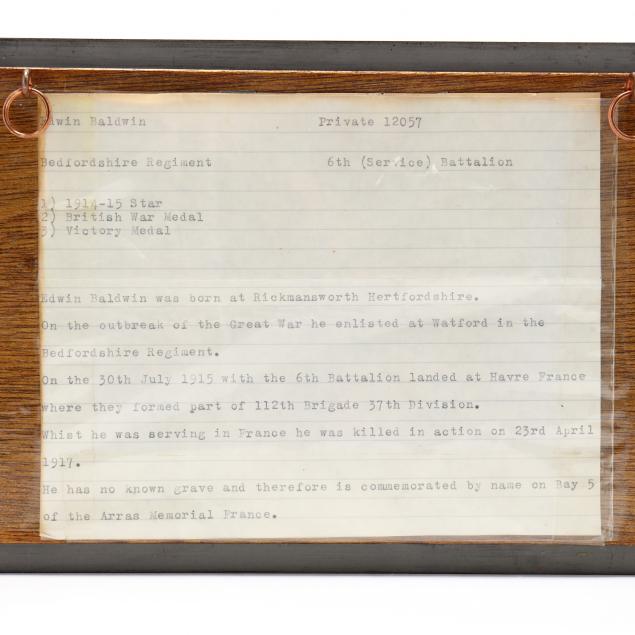 Edwin Baldwin Private 12057
Bedfordshire Regiment 6th (Service) Battalion
1) 1914-15 Star
2) British War Medal
3) Victory Medal
Edwin Baldwin was born at Rickmansworth Hertfordshire.
On the outbreak of the Great War he enlisted at Watford in the
Bedfordshire Regiment.
On the 30th July 1915 with the 6th Battalion landed at Havre France
where they formed part of 112th Brigade 37th Division.
Whist he was serving in France he was killed in action on 23rd April
1917.
He has no known grave and therefore is commemorated by name on Bay 5
of the Arras Memorial France.